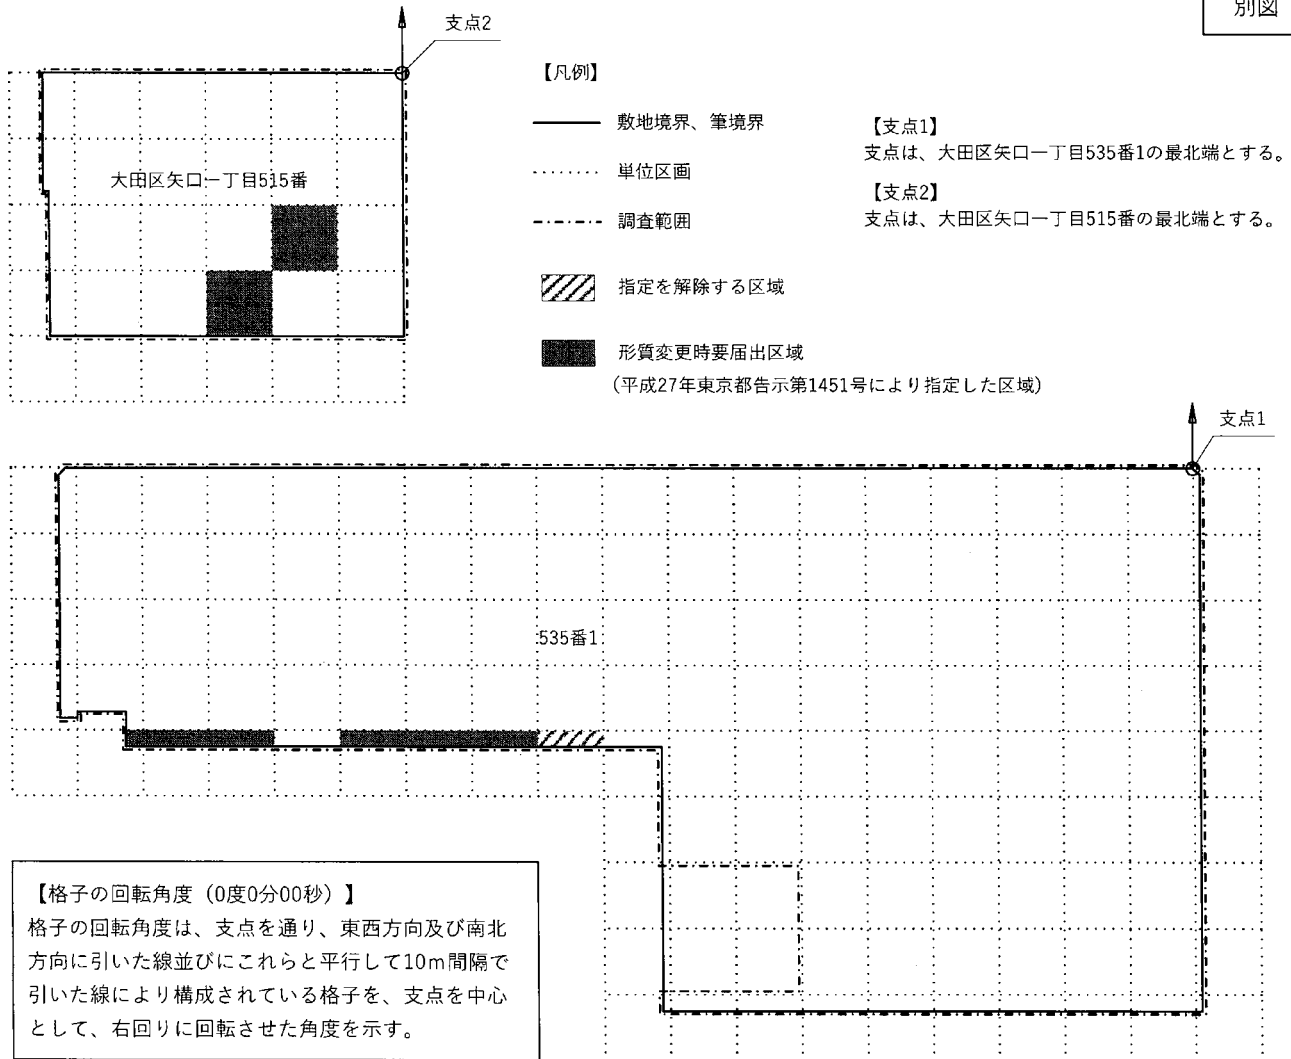 別図
支点2
大田区矢口一丁目515番
【凡例】
敷地境界、筆境界
単位区画
調査範囲
指定を解除する区域
形質変更時要届出区域
(平成27年東京都告示第1451号により指定した区域)
【支点1】
支点は、大田区矢口一丁目535番1の最北端とする。
【支点2】
支点は、大田区矢口一丁目515番の最北端とする。
支点1
535番1
【格子の回転角度（0度0分00秒）】
格子の回転角度は、支点を通り、東西方向及び南北
方向に引いた線並びにこれらと平行して10m間隔で
引いた線により構成されている格子を、支点を中心
として、右回りに回転させた角度を示す。